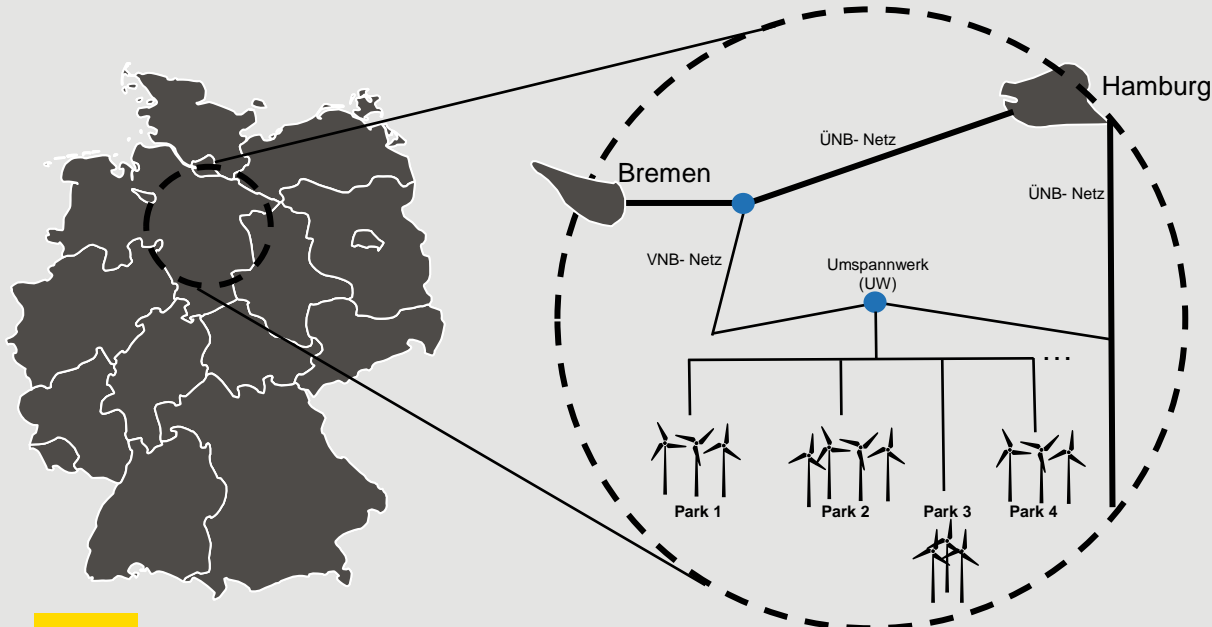 Hamburg
ÜNB- Netz
Bremen
ÜNB- Netz
VNB- Netz
Umspannwerk
(UW)
...
Park 1
Park 2
Park 3
Park 4